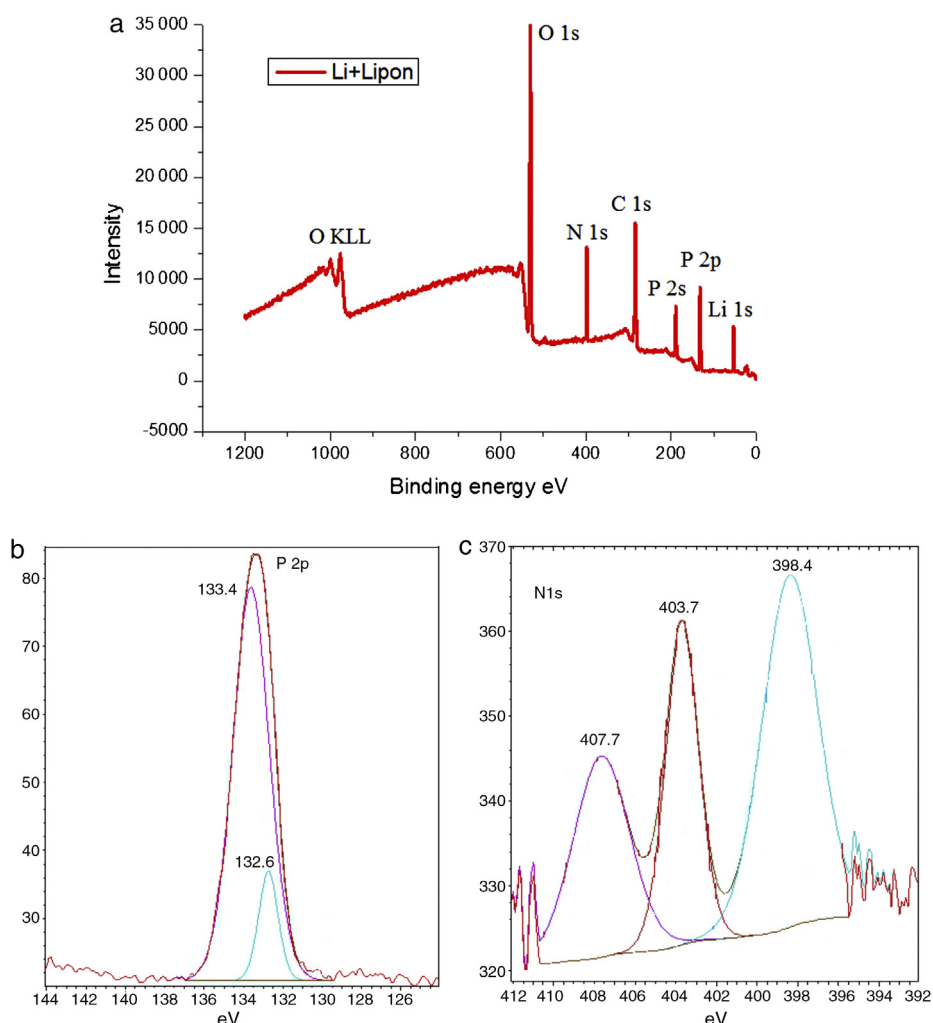 a
35 000
30 000
25 000
20 000
15 000
10 000
5000
0
-5000
Intensity
Li+Lipon
O 1s
O KLL
N 1s
C 1s
P 2s
P 2p
Li 1s
1200 1000 800 600 400 200 0
Binding energy eV
b
P 2p
133.4
132.6
80
70
60
50
40
30
144 142 140 138 136 134 132 130 128 126
eV
c
N1s
398.4
403.7
407.7
370
360
350
340
330
320
412 410 408 406 404 402 400 398 396 394 392
eV